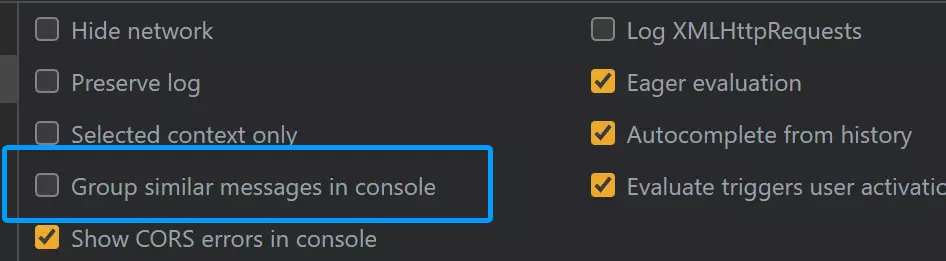 Hide network
Preserve log
Selected context only
Group similar messages in console
Show CORS errors in console
Log XMLHttpRequests
Eager evaluation
Autocomplete from history
Evaluate triggers user activatio